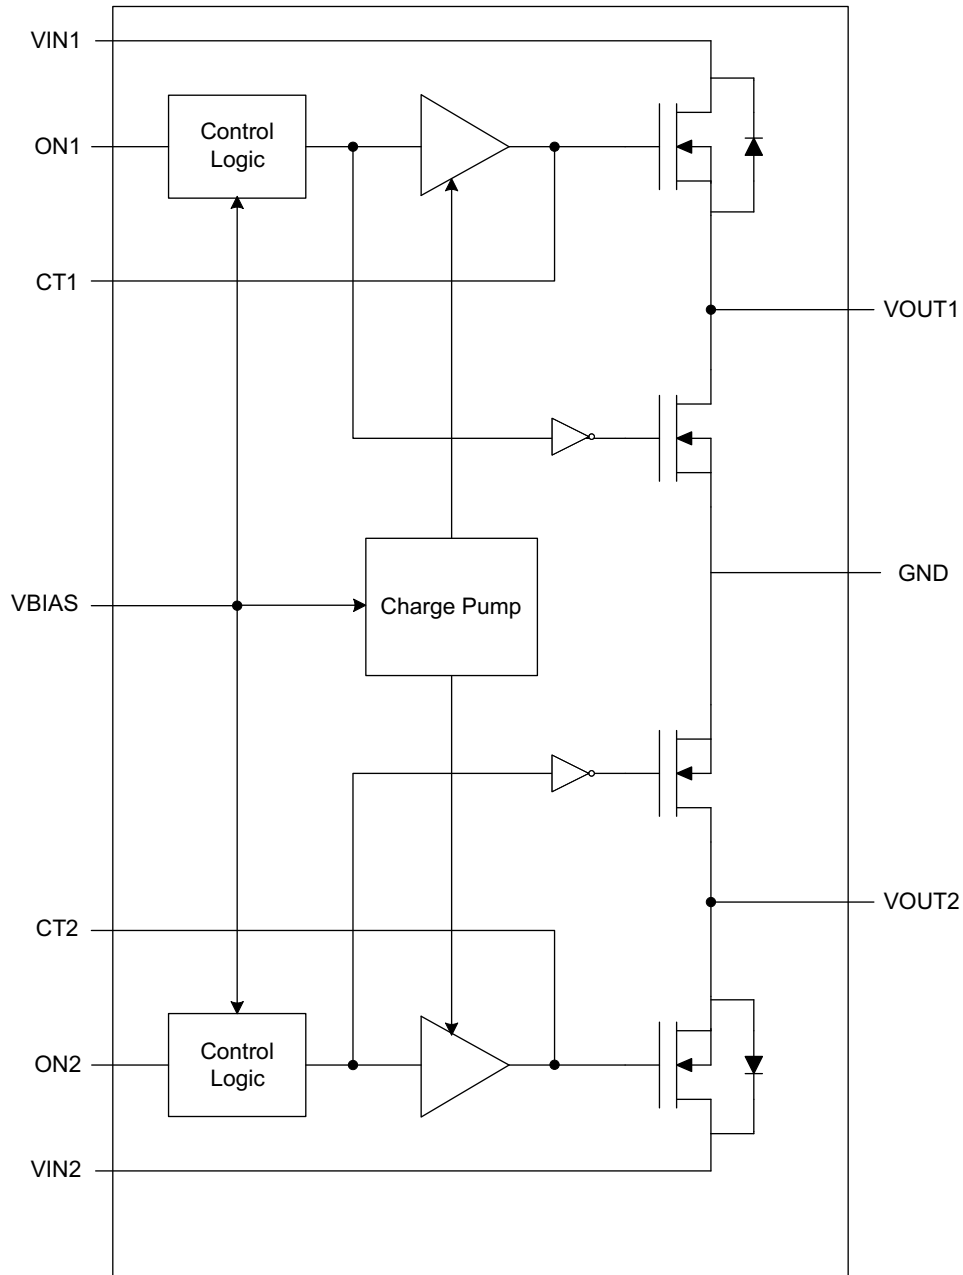 VIN1
ON1
Control
Logic
CT1
VOUT1
GND
VBIAS
Charge Pump
VOUT2
CT2
ON2
Control
Logic
VIN2